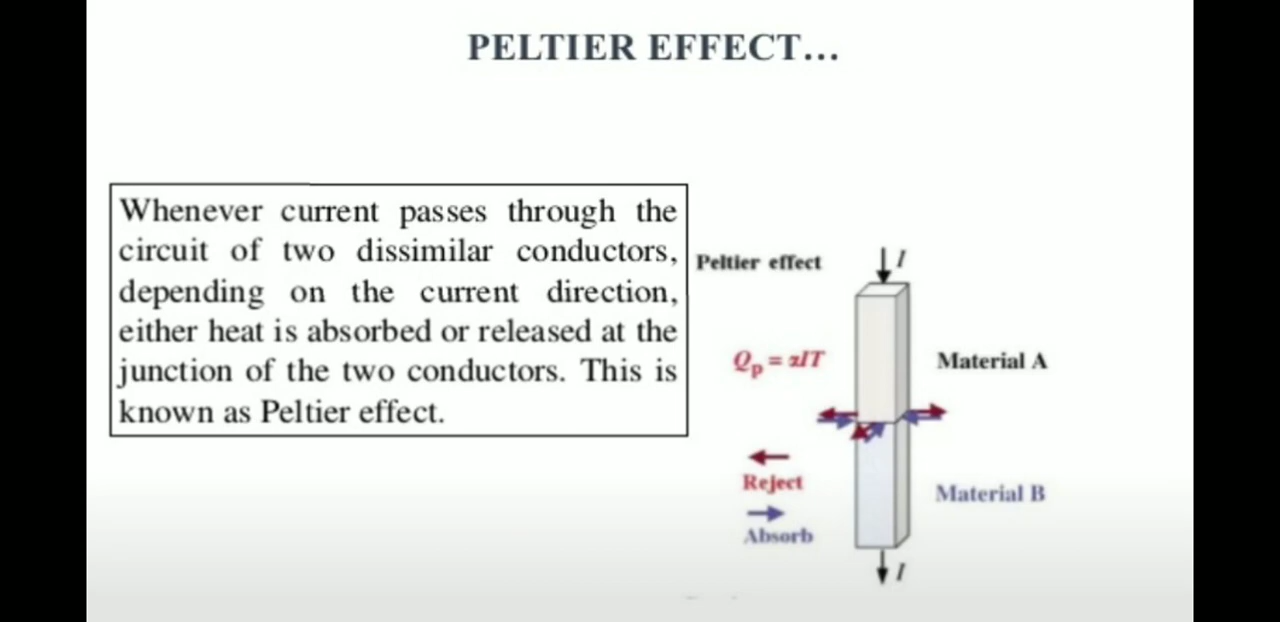 PELTIER EFFECT...
Whenever current passes through the
circuit of two dissimilar conductors,
depending on the current direction,
either heat is absorbed or released at the
junction of the two conductors. This is
known as Peltier effect.
Peltier effect
I
Qp = αIT
Material A
Reject
Absorb
Material B
I